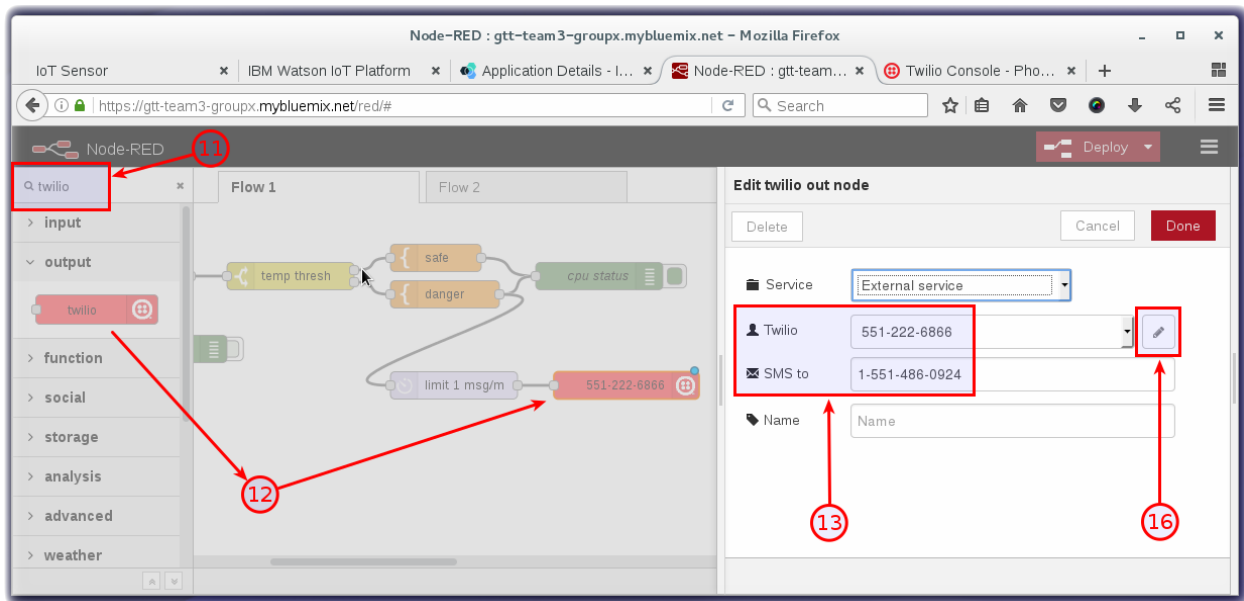 Node-RED : gtt-team3-groupx.mybluemix.net - Mozilla Firefox
IoT Sensor × IBM Watson IoT Platform × Application Details - I... × Node-RED : gtt-team... × Twilio Console - Pho... × +
https://gtt-team3-groupx.mybluemix.net/red/# Search
Node-RED 11 Deploy
twilio × Flow 1 Flow 2 Edit twilio out node
input
Delete Cancel Done
output
safe
temp thresh cpu status
danger
Service External service
twilio
Twilio 551-222-6866
function
SMS to 1-551-486-0924
limit 1 msg/m 551-222-6866
social
Name Name
storage
analysis
12
advanced
13 16
weather